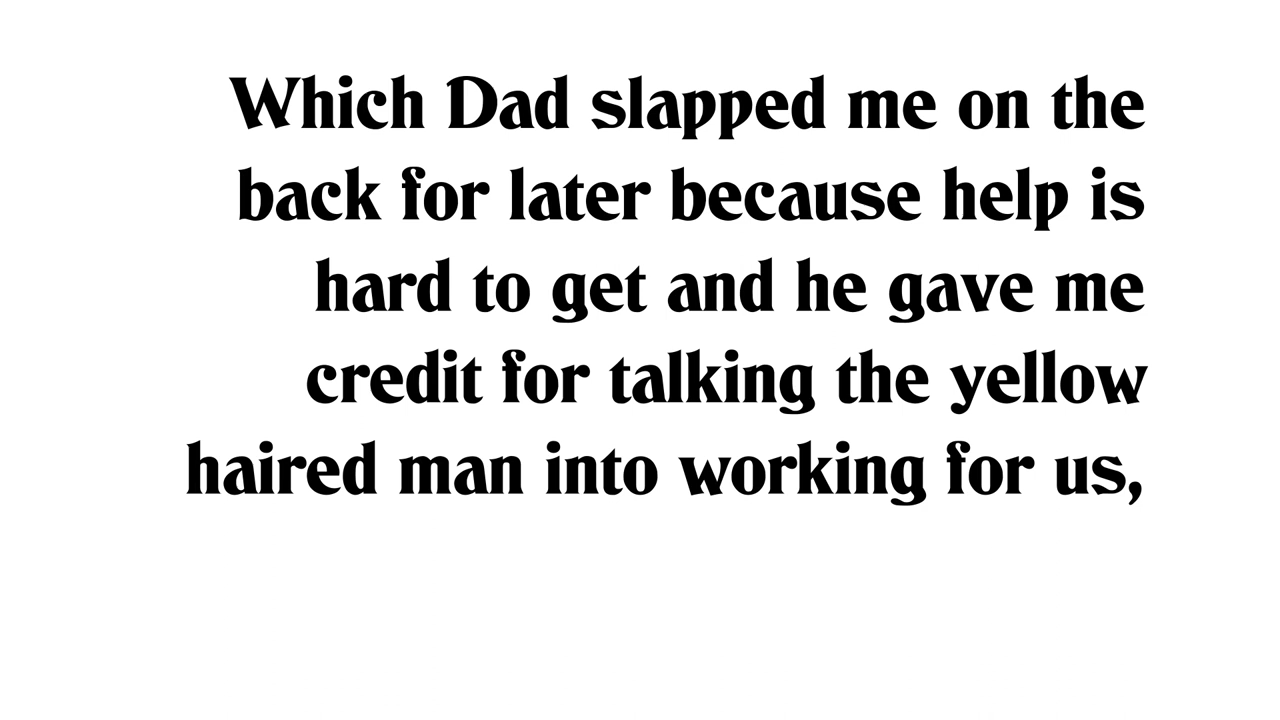 Which Dad slapped me on the
back for later because help is
hard to get and he gave me
credit for talking the yellow
haired man into working for us,